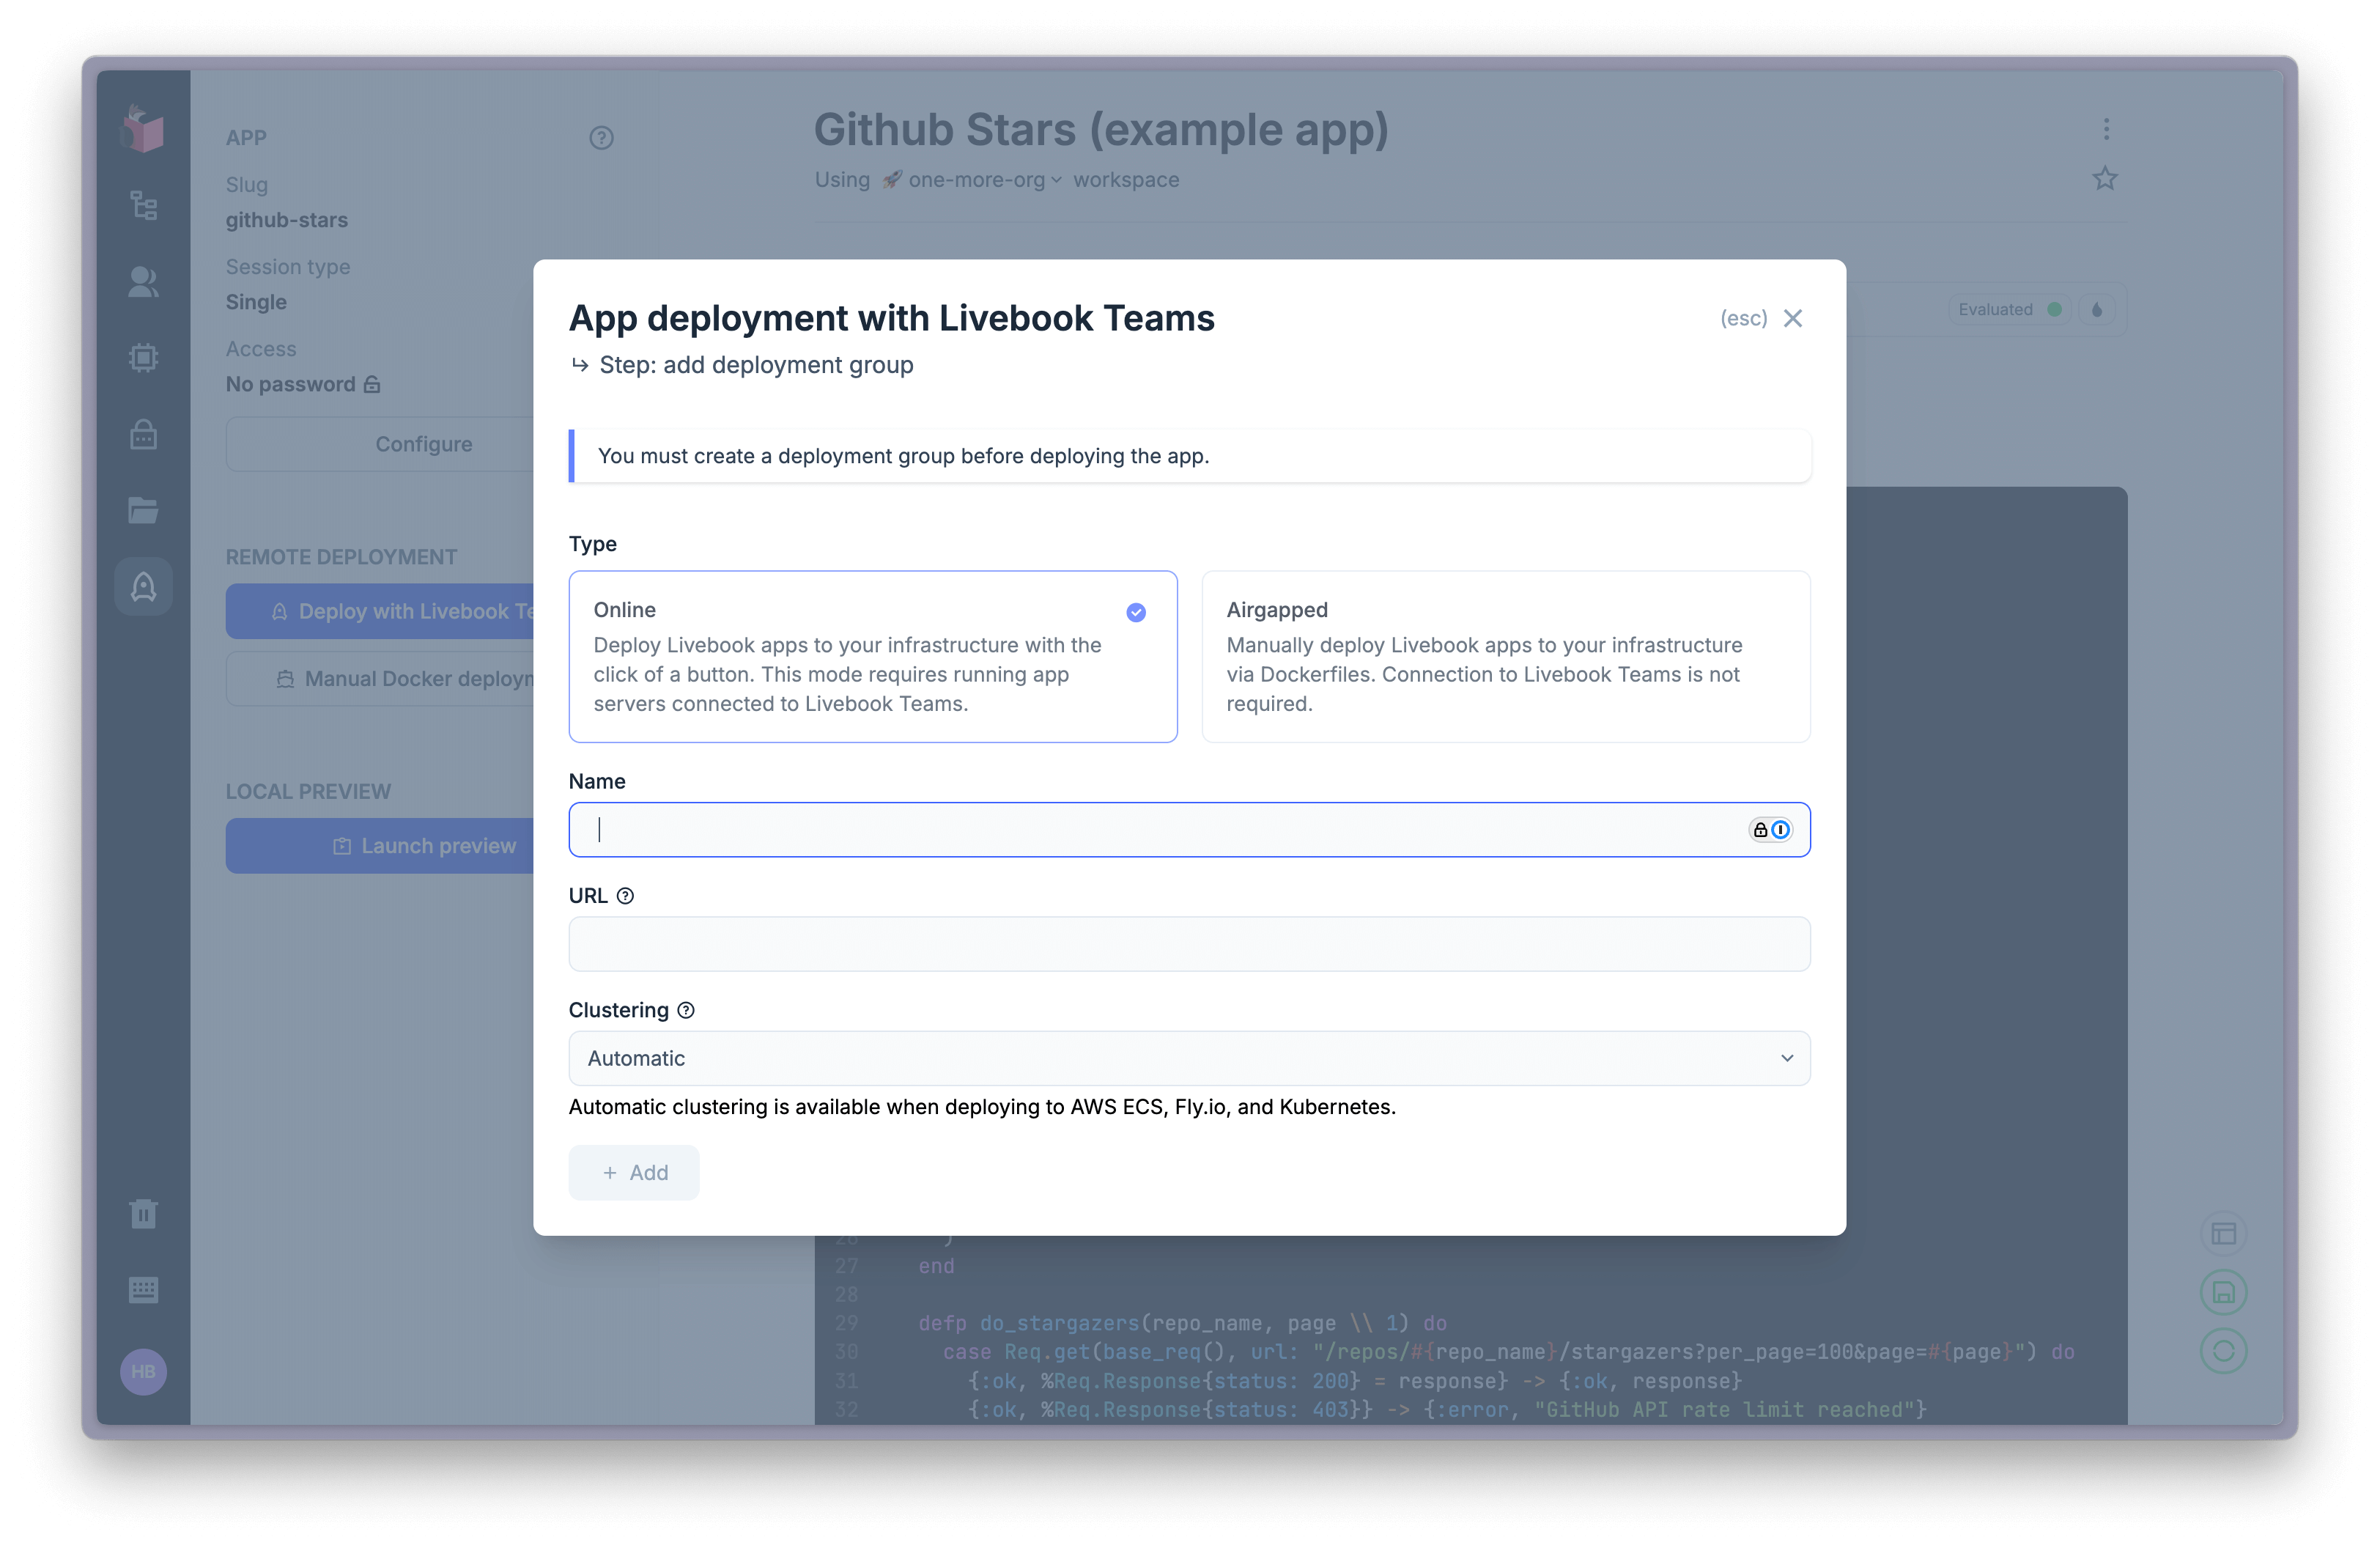 APP
Slug
github-stars
Session type
Single
Access
No password
Configure
REMOTE DEPLOYMENT
Deploy with Livebook Te
Manual Docker deployn
LOCAL PREVIEW
Launch preview
HB
Github Stars (example app)
Using 🚀 one-more-org workspace
Evaluated
App deployment with Livebook Teams
(esc)
↳ Step: add deployment group
You must create a deployment group before deploying the app.
Type
Online
Deploy Livebook apps to your infrastructure with the
click of a button. This mode requires running app
servers connected to Livebook Teams.
Airgapped
Manually deploy Livebook apps to your infrastructure
via Dockerfiles. Connection to Livebook Teams is not
required.
Name
URL
Clustering
Automatic
Automatic clustering is available when deploying to AWS ECS, Fly.io, and Kubernetes.
+ Add
26 )
27 end
28
29 defp do_stargazers(repo_name, page \\ 1) do
30 case Req.get(base_req(), url: "/repos/#{repo_name}/stargazers?per_page=100&page=#{page}") do
31 {:ok, %Req.Response{status: 200} = response} -> {:ok, response}
32 {:ok, %Req.Response{status: 403}} -> {:error, "GitHub API rate limit reached"}